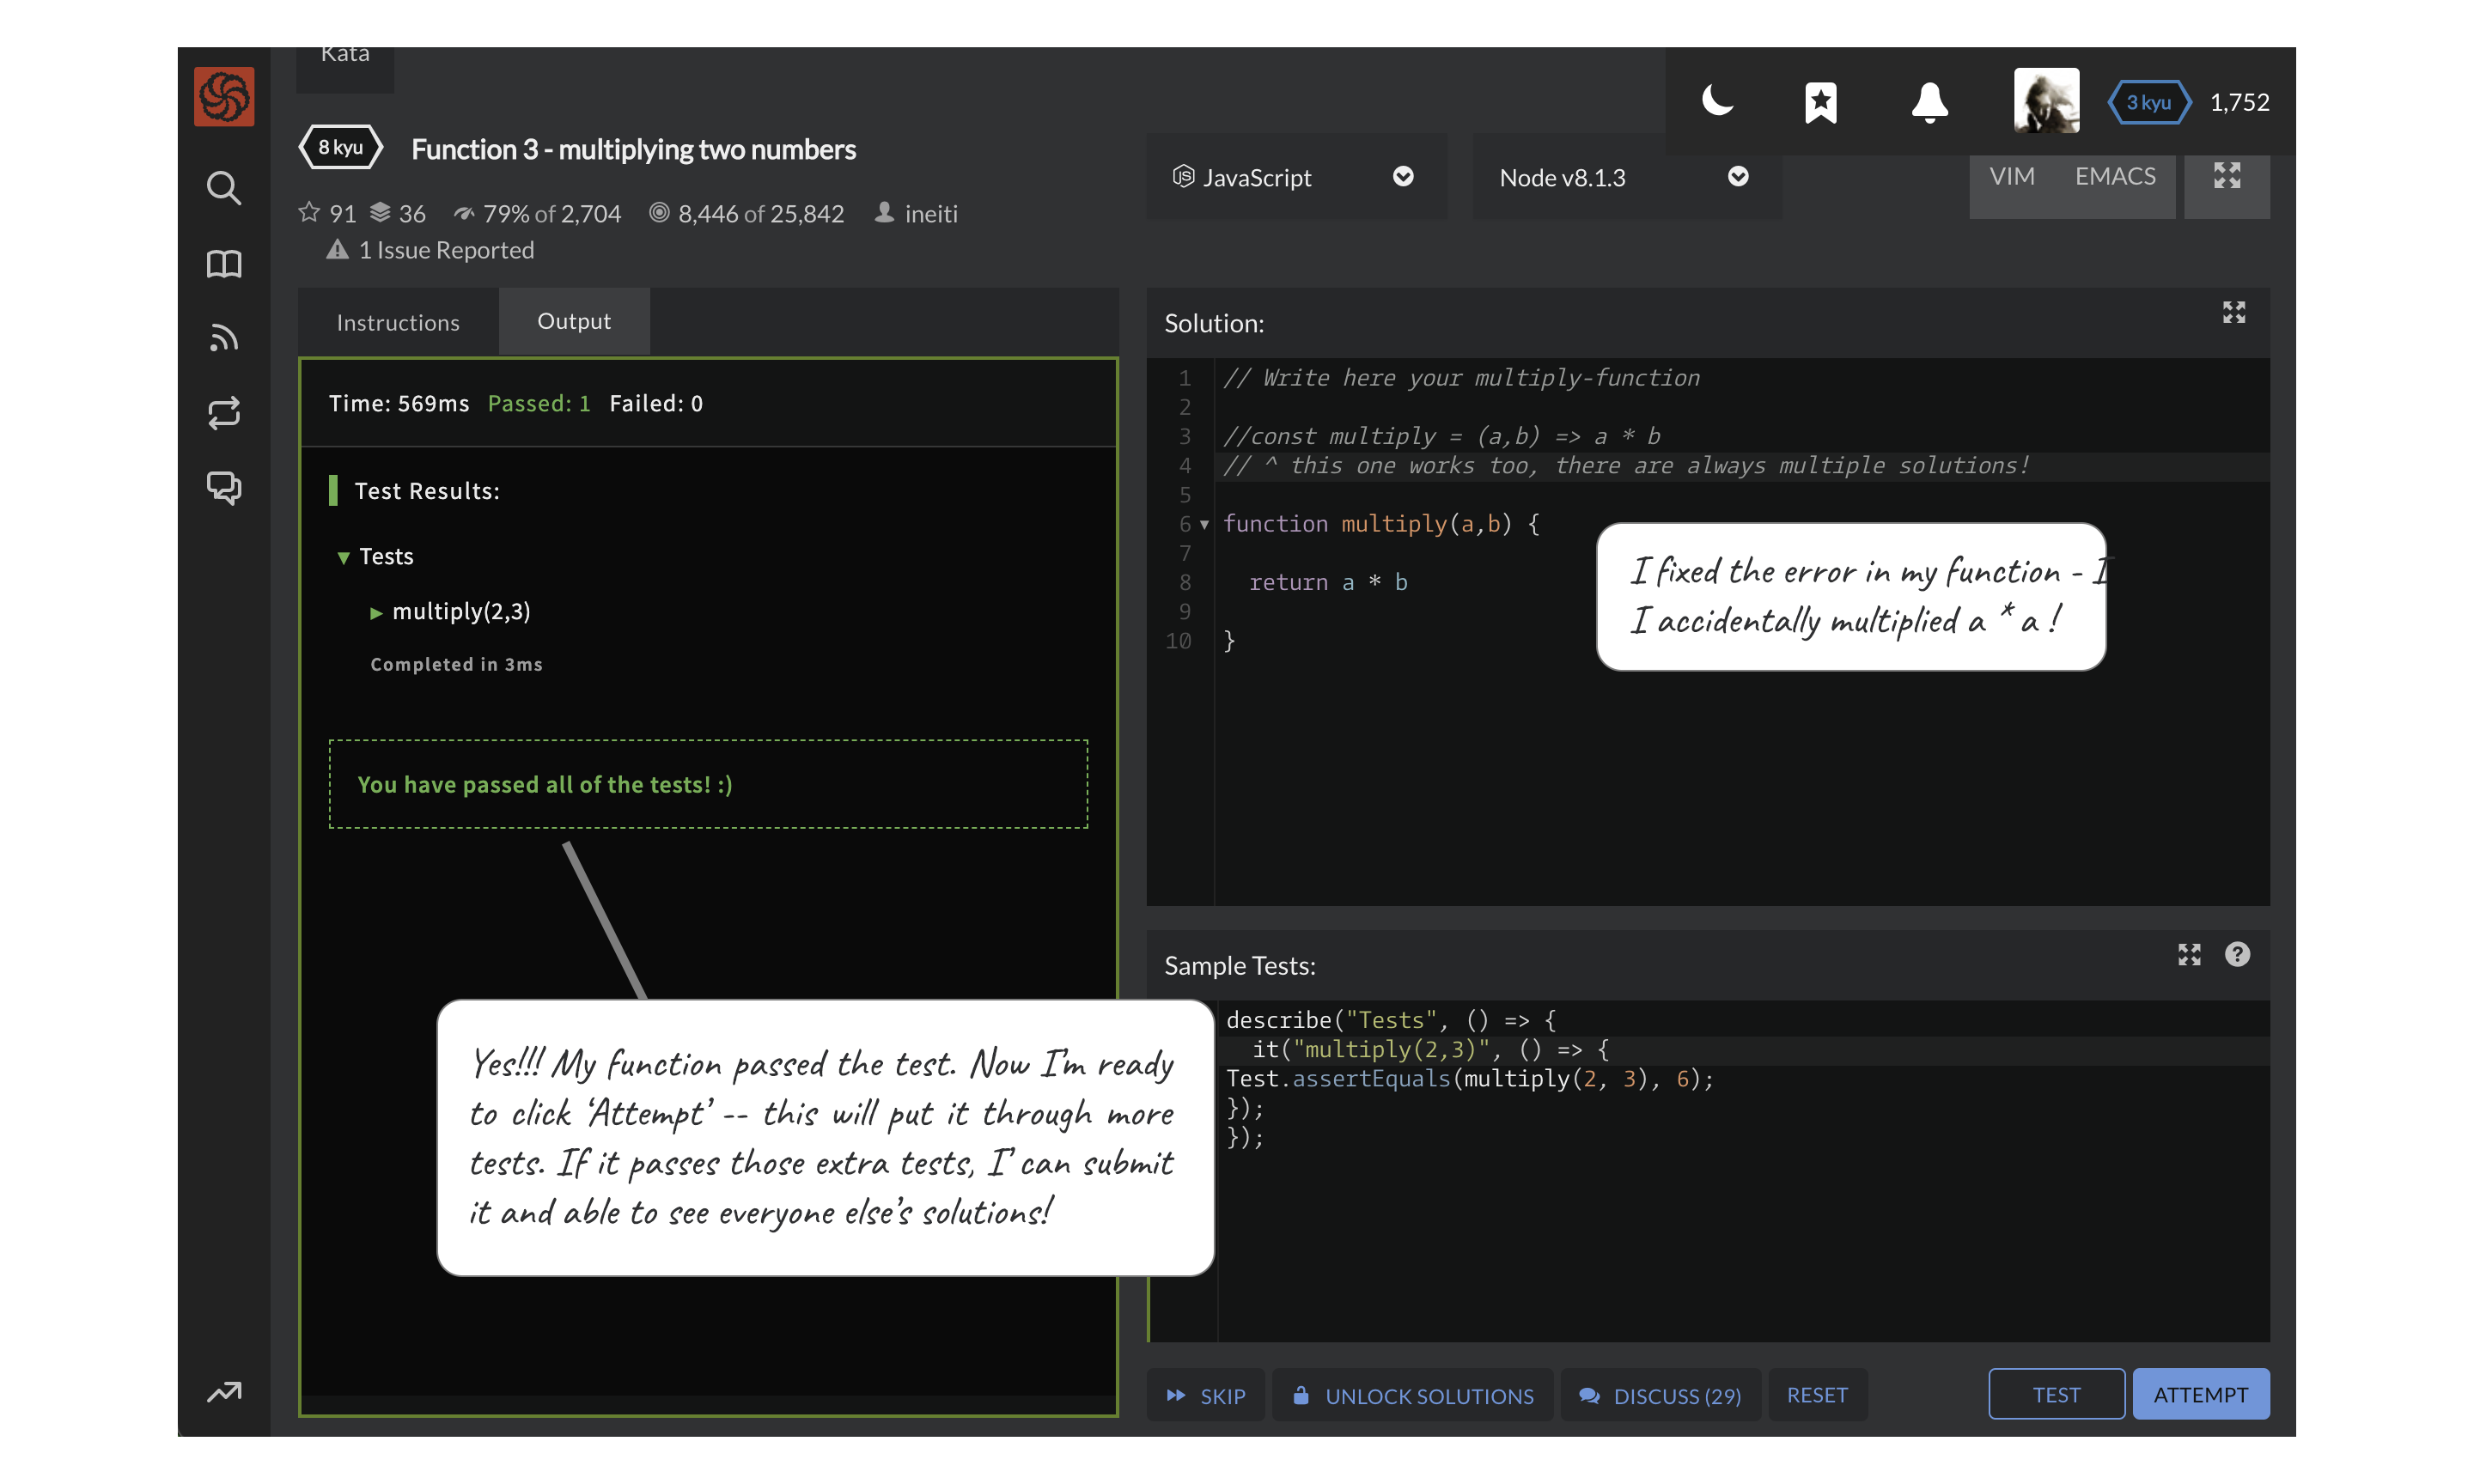 Kata
8 kyu Function 3 - multiplying two numbers
91 36 79% of 2,704 8,446 of 25,842 ineiti
1 Issue Reported
3 kyu 1,752
JavaScript Node v8.1.3 VIM EMACS
Instructions Output
Time: 569ms Passed: 1 Failed: 0
Test Results:
▼ Tests
▶ multiply(2,3)
Completed in 3ms
You have passed all of the tests! :)
Yes!!! My function passed the test. Now I'm ready
to click ‘Attempt’ -- this will put it through more
tests. If it passes those extra tests, I’ can submit
it and able to see everyone else’s solutions!
Solution:
1 // Write here your multiply-function
2
3 //const multiply = (a,b) => a * b
4 // ^ this one works too, there are always multiple solutions!
5
6 ▼ function multiply(a,b) {
7
8 return a * b
9
10 }
I fixed the error in my function - I
I accidentally multiplied a * a !
Sample Tests:
describe("Tests", () => {
it("multiply(2,3)", () => {
Test.assertEquals(multiply(2, 3), 6);
});
});
SKIP UNLOCK SOLUTIONS DISCUSS (29) RESET TEST ATTEMPT